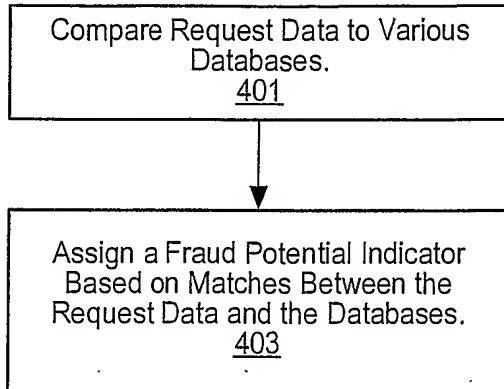 Compare Request Data to Various
Databases.
401
Assign a Fraud Potential Indicator
Based on Matches Between the
Request Data and the Databases.
403